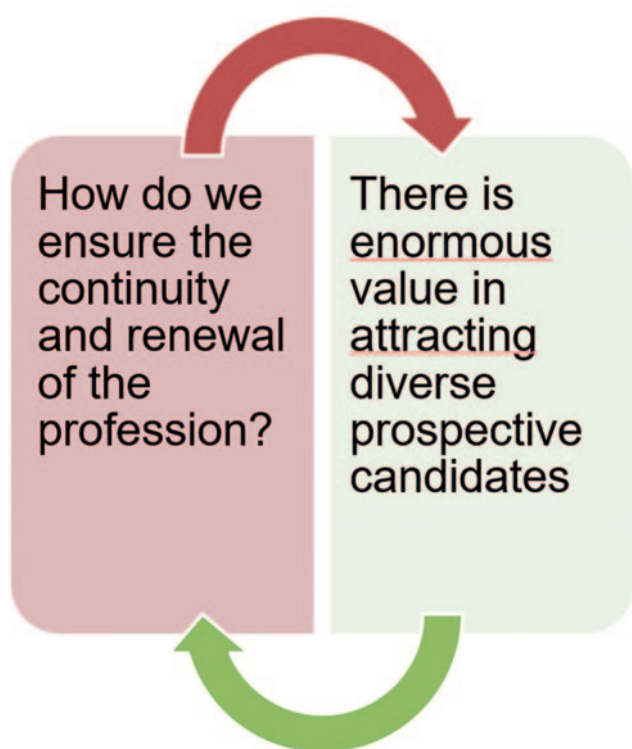 How do we
ensure the
continuity
and renewal
of the
profession?
There is
enormous
value in
attracting
diverse
prospective
candidates